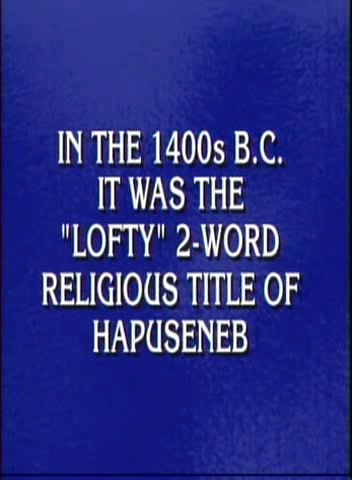 IN THE 1400s B.C.
IT WAS THE
"LOFTY" 2-WORD
RELIGIOUS TITLE OF
HAPUSENEB